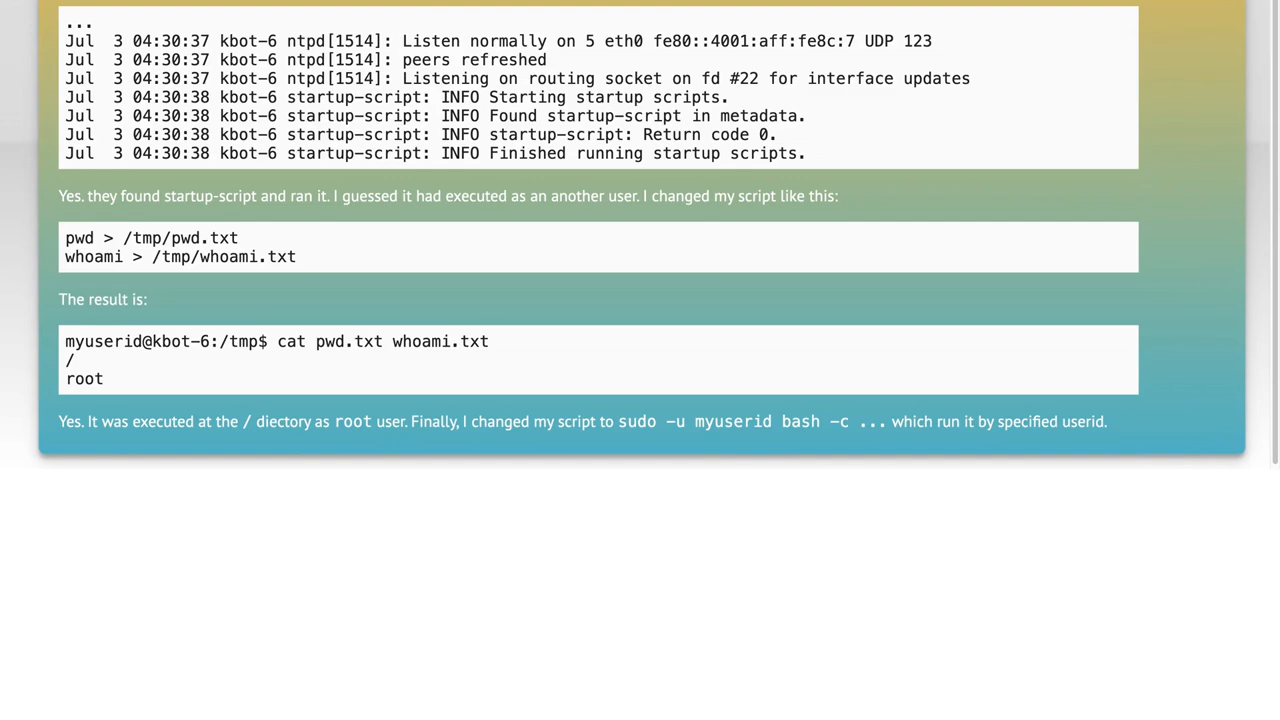 ...
Jul  3 04:30:37 kbot-6 ntpd[1514]: Listen normally on 5 eth0 fe80::4001:aff:fe8c:7 UDP 123
Jul  3 04:30:37 kbot-6 ntpd[1514]: peers refreshed
Jul  3 04:30:37 kbot-6 ntpd[1514]: Listening on routing socket on fd #22 for interface updates
Jul  3 04:30:38 kbot-6 startup-script: INFO Starting startup scripts.
Jul  3 04:30:38 kbot-6 startup-script: INFO Found startup-script in metadata.
Jul  3 04:30:38 kbot-6 startup-script: INFO startup-script: Return code 0.
Jul  3 04:30:38 kbot-6 startup-script: INFO Finished running startup scripts.
Yes. they found startup-script and ran it. I guessed it had executed as an another user. I changed my script like this:
pwd > /tmp/pwd.txt
whoami > /tmp/whoami.txt
The result is:
myuserid@kbot-6:/tmp$ cat pwd.txt whoami.txt
/
root
Yes. It was executed at the / diectory as root user. Finally, I changed my script to sudo -u myuserid bash -c ... which run it by specified userid.